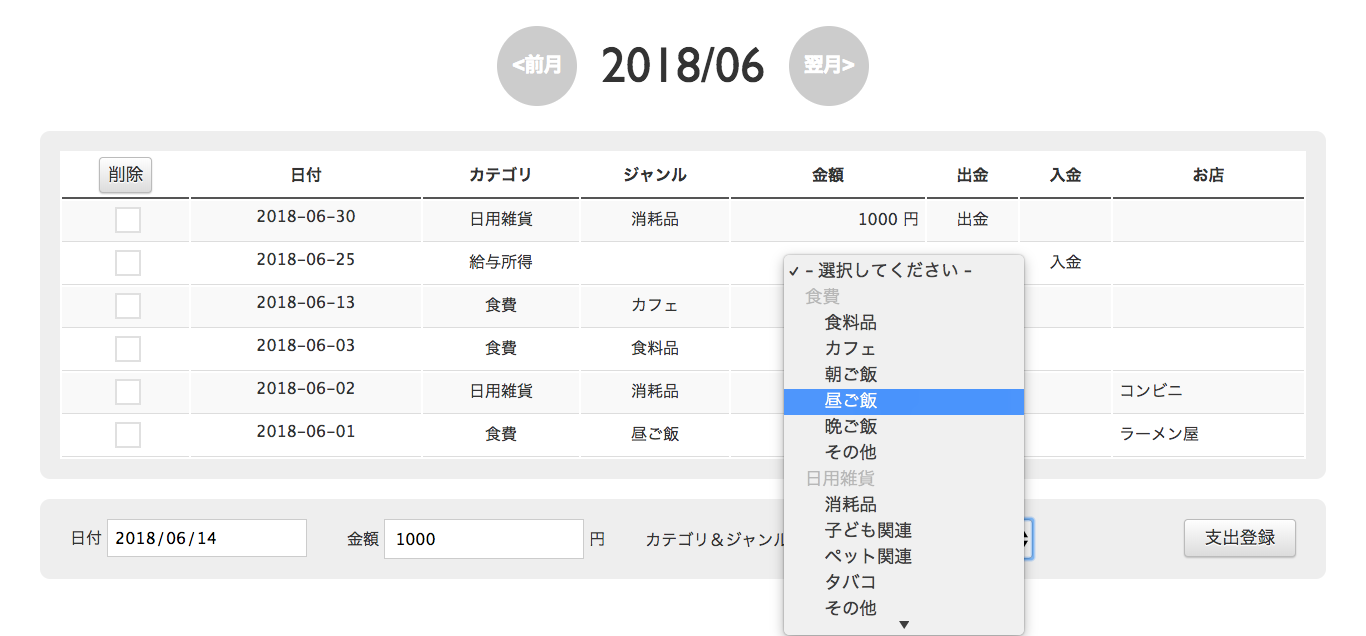 <前月 2018/06 翌月>
削除 日付 カテゴリ ジャンル 金額 出金 入金 お店
2018-06-30 日用雑貨 消耗品 1000 円 出金
2018-06-25 給与所得 入金
2018-06-13 食費 カフェ
2018-06-03 食費 食料品
2018-06-02 日用雑貨 消耗品 コンビニ
2018-06-01 食費 昼ご飯 ラーメン屋
✓ - 選択してください -
食費
食料品
カフェ
朝ご飯
昼ご飯
晩ご飯
その他
日用雑貨
消耗品
子ども関連
ペット関連
タバコ
その他
▼
日付 2018/06/14 金額 1000 円 カテゴリ＆ジャンル 支出登録